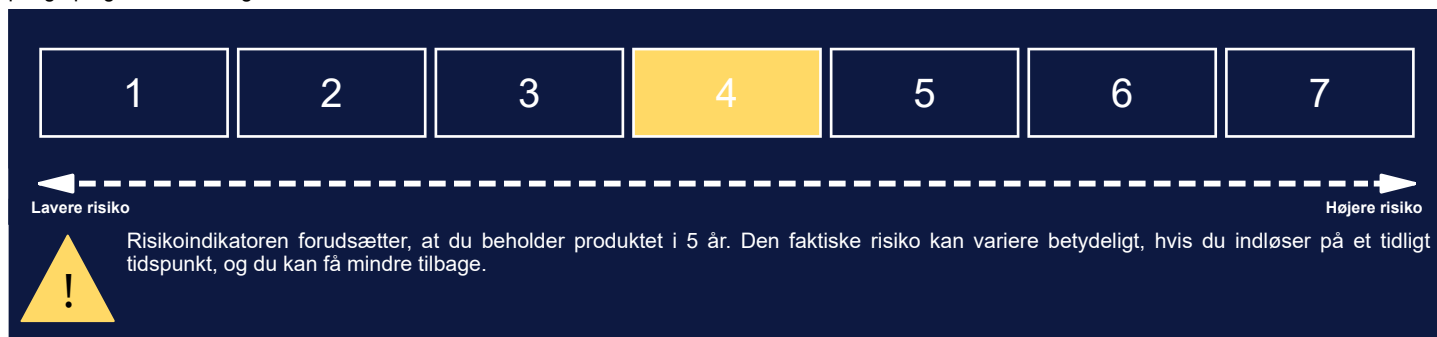 1 2 3 4 5 6 7
Lavere risiko Højere risiko
Risikoindikatoren forudsætter, at du beholder produktet i 5 år. Den faktiske risiko kan variere betydeligt, hvis du indløser på et tidligt
tidspunkt, og du kan få mindre tilbage.
!